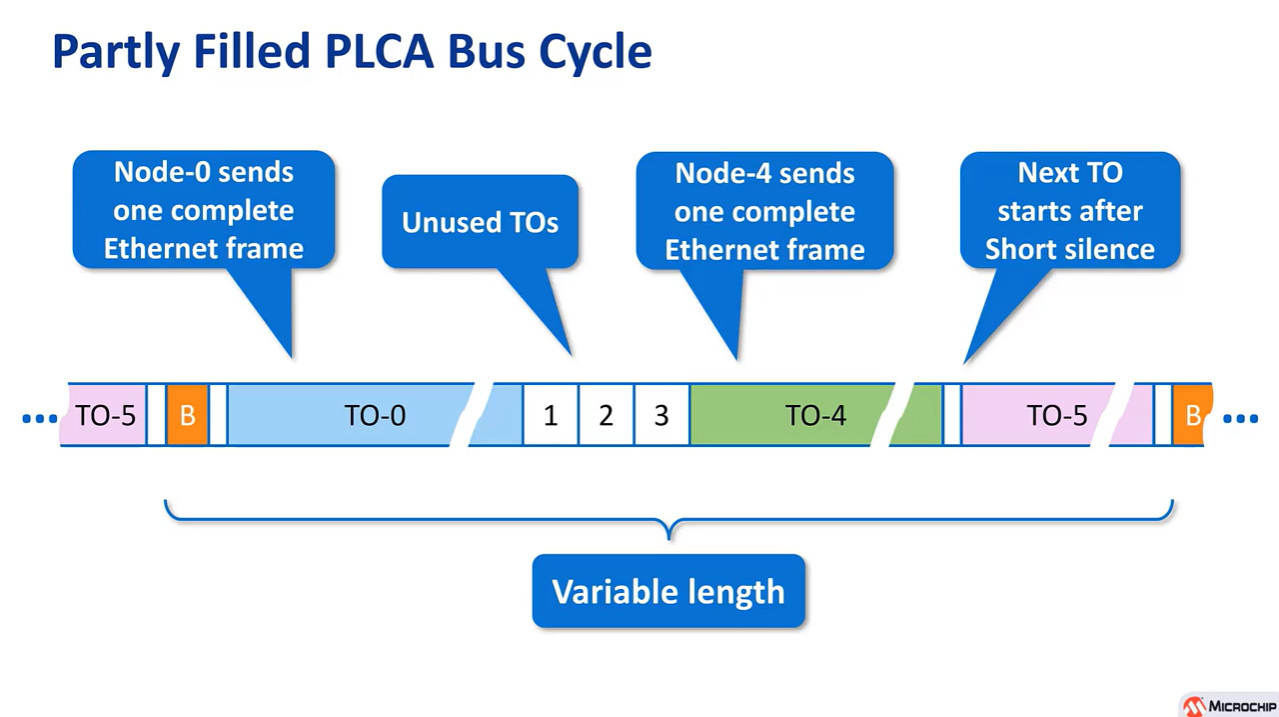 Partly Filled PLCA Bus Cycle
Node-0 sends
one complete
Ethernet frame
Unused TOs
Node-4 sends
one complete
Ethernet frame
Next TO
starts after
Short silence
... TO-5 B TO-0 1 2 3 TO-4 TO-5 B ...
Variable length
MICROCHIP